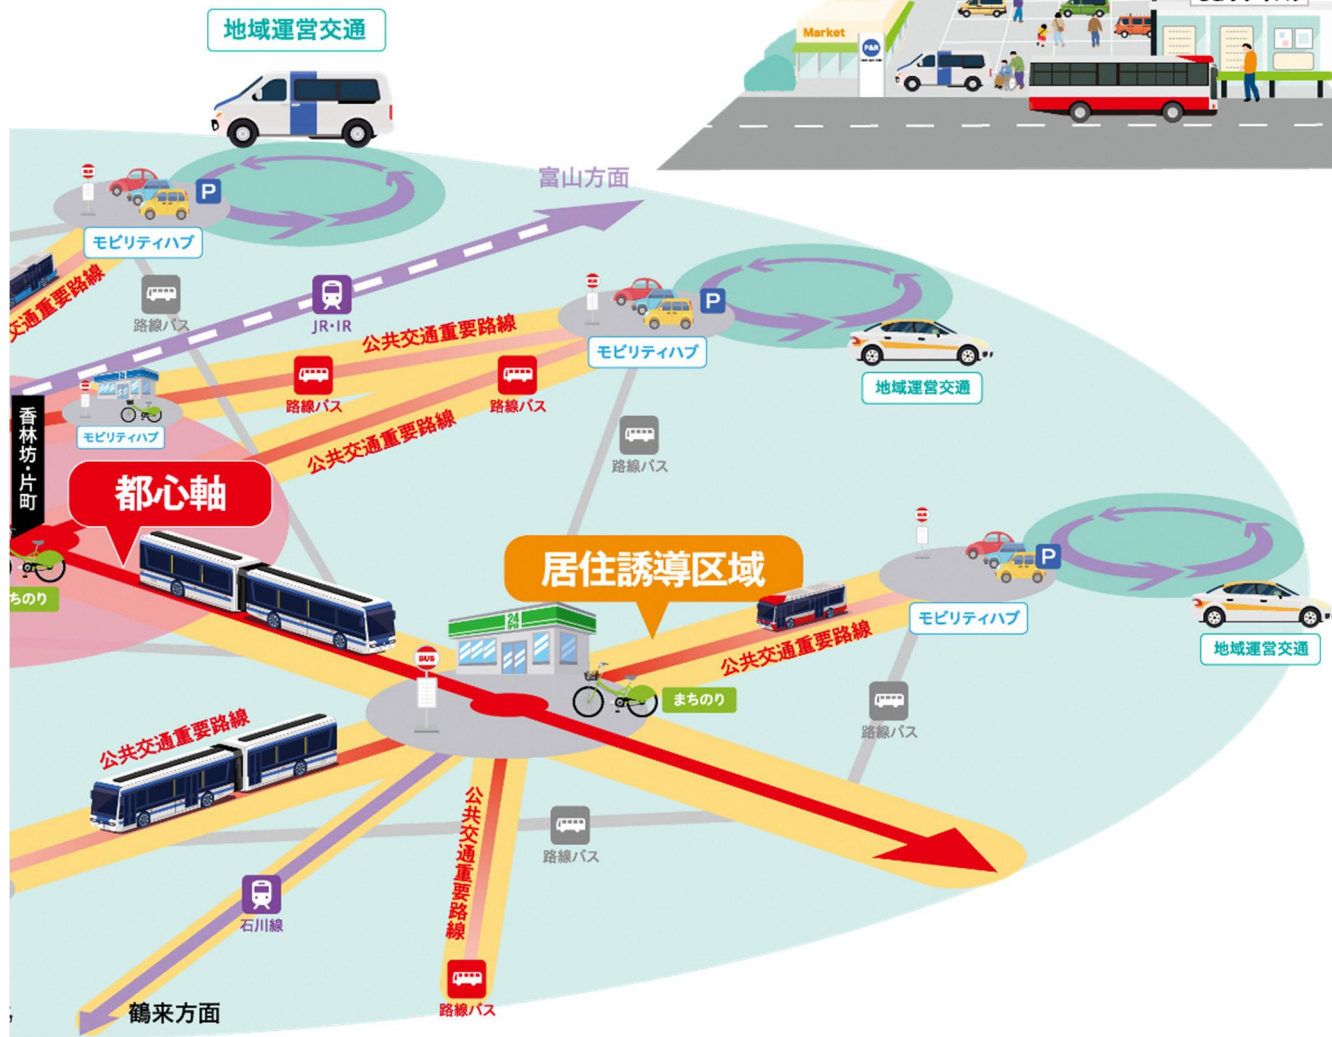 地域運営交通
Market
P&R
富山方面
BUS
P
モビリティハブ
公共交通重要路線
路線バス
JR・IR
公共交通重要路線
BUS
P
モビリティハブ
地域運営交通
路線バス
路線バス
公共交通重要路線
路線バス
モビリティハブ
香林坊・片町
都心軸
居住誘導区域
BUS
P
モビリティハブ
地域運営交通
ちのり
24
BUS
公共交通重要路線
まちのり
路線バス
公共交通重要路線
公共交通重要路線
路線バス
石川線
路線バス
鶴来方面